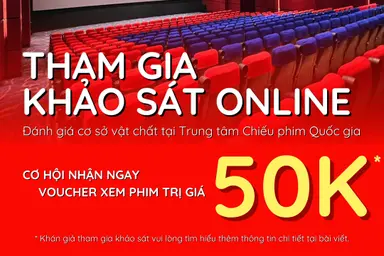 THAM GIA
KHẢO SÁT ONLINE
Đánh giá cơ sở vật chất tại Trung tâm Chiếu phim Quốc gia
CƠ HỘI NHẬN NGAY
VOUCHER XEM PHIM TRỊ GIÁ
50K*
* Khán giả tham gia khảo sát vui lòng tìm hiểu thêm thông tin chi tiết tại bài viết.